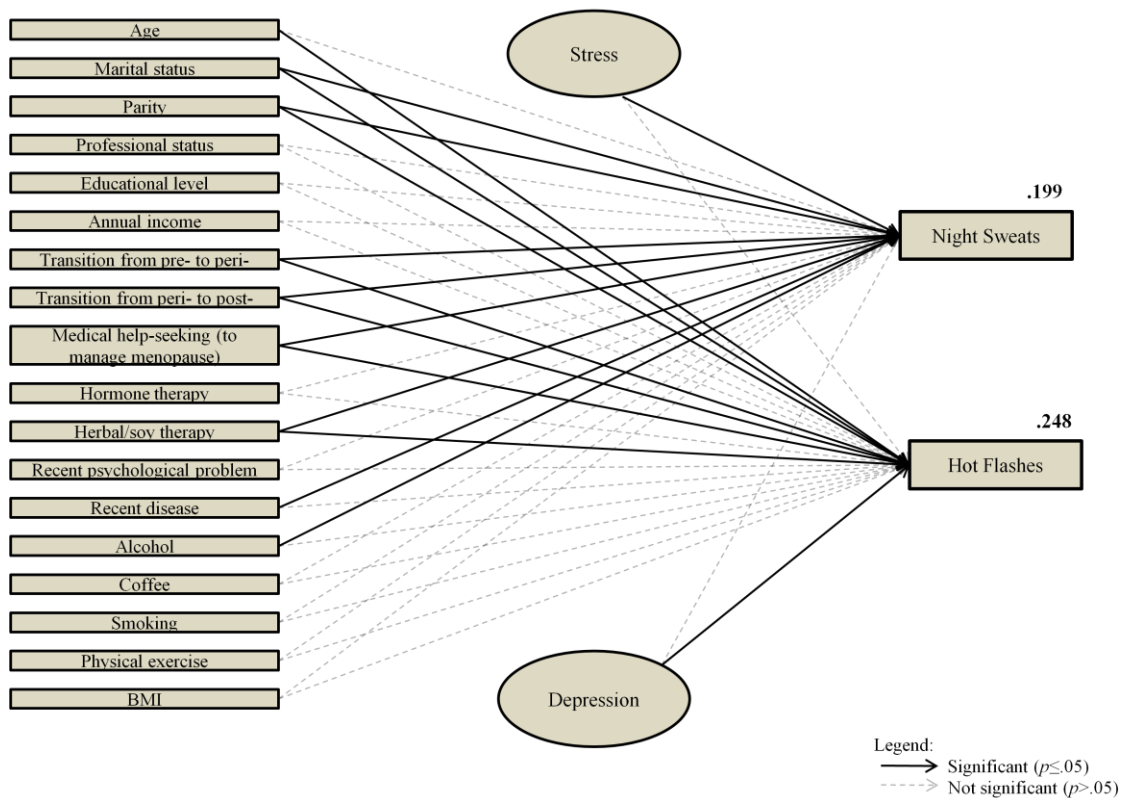 Age
Marital status
Parity
Professional status
Educational level
Annual income
Transition from pre- to peri-
Transition from peri- to post-
Medical help-seeking (to
manage menopause)
Hormone therapy
Herbal/soy therapy
Recent psychological problem
Recent disease
Alcohol
Coffee
Smoking
Physical exercise
BMI
Stress
Depression
.199
Night Sweats
.248
Hot Flashes
Legend:
Significant (p≤.05)
Not significant (p>.05)